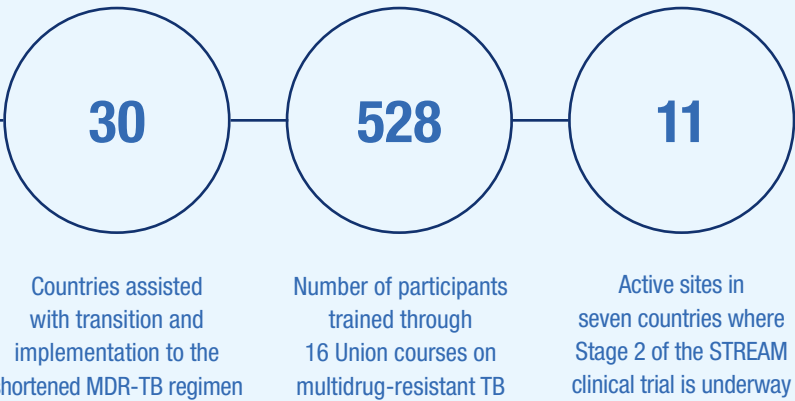 30
Countries assisted
with transition and
implementation to the
shortened MDR-TB regimen
528
Number of participants
trained through
16 Union courses on
multidrug-resistant TB
11
Active sites in
seven countries where
Stage 2 of the STREAM
clinical trial is underway